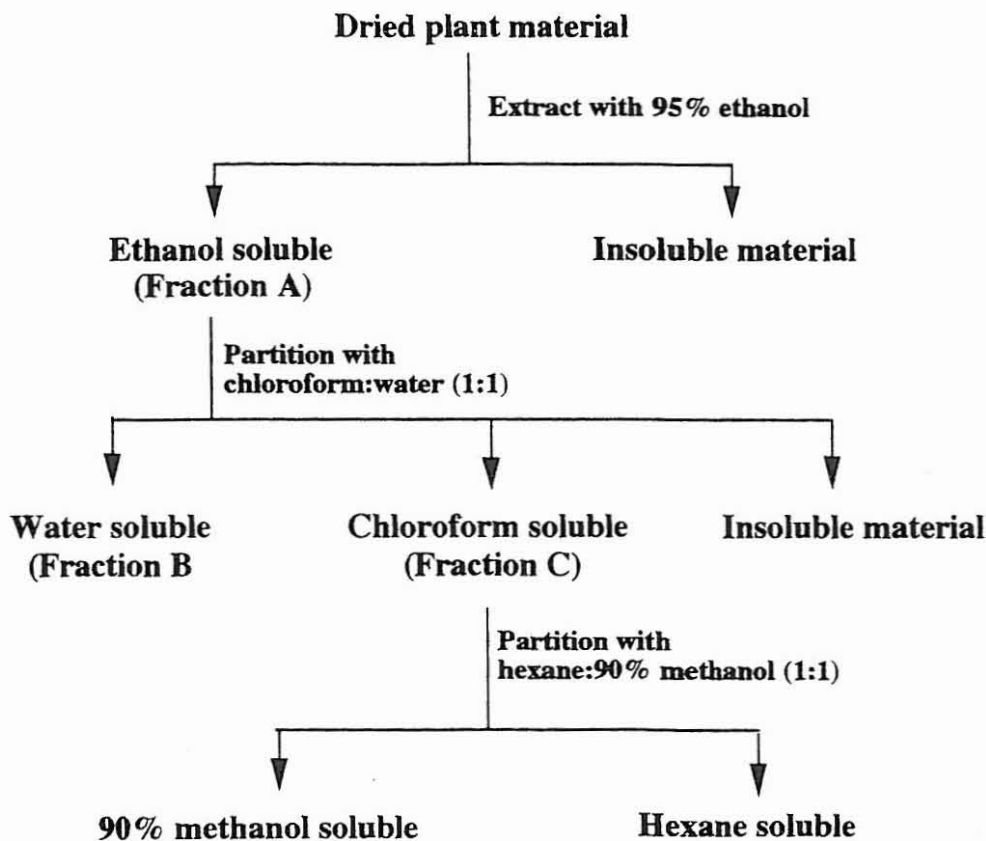 Dried plant material
Extract with 95% ethanol
Ethanol soluble
(Fraction A)
Insoluble material
Partition with
chloroform:water (1:1)
Water soluble
(Fraction B
Chloroform soluble
(Fraction C)
Insoluble material
Partition with
hexane:90% methanol (1:1)
90% methanol soluble
Hexane soluble